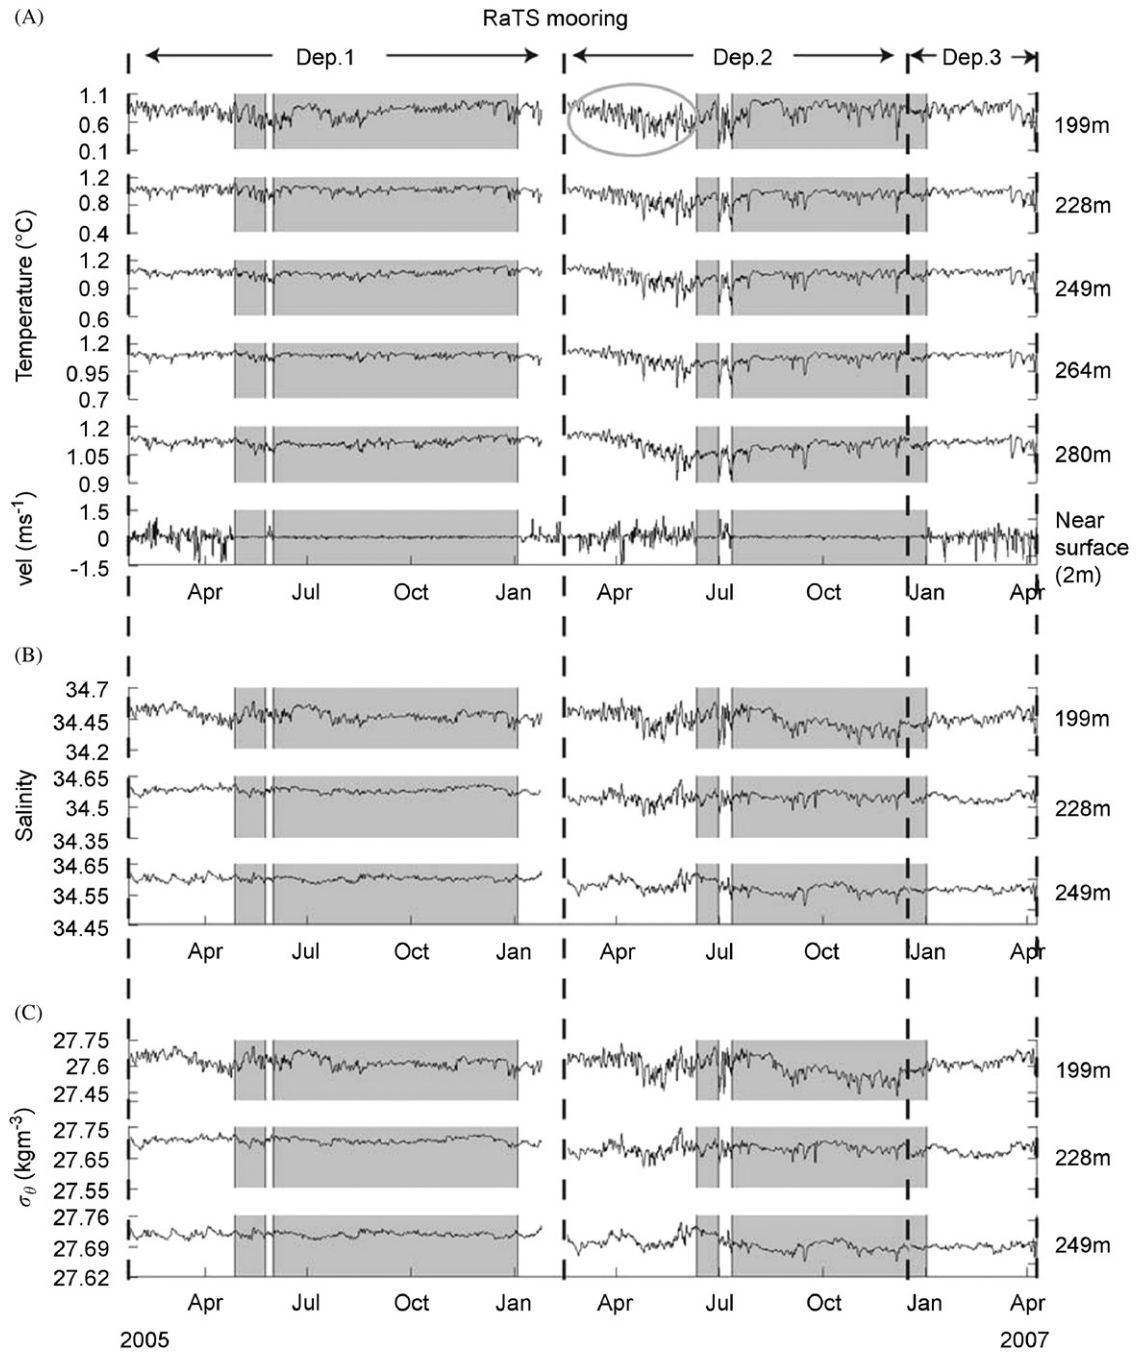 (A)
RaTS mooring
Dep.1 Dep.2 Dep.3
1.1
0.6
0.1
199m
1.2
0.8
0.4
228m
Temperature (°C)
1.2
0.9
0.6
249m
1.2
0.95
0.7
264m
1.2
1.05
0.9
280m
vel (ms-1)
1.5
0
-1.5
Near
surface
(2m)
Apr Jul Oct Jan Apr Jul Oct Jan Apr
(B)
34.7
34.45
34.2
199m
Salinity
34.65
34.5
34.35
228m
34.65
34.55
34.45
249m
Apr Jul Oct Jan Apr Jul Oct Jan Apr
(C)
27.75
27.6
27.45
199m
σθ (kgm-3)
27.75
27.65
27.55
228m
27.76
27.69
27.62
249m
Apr Jul Oct Jan Apr Jul Oct Jan Apr
2005 2007